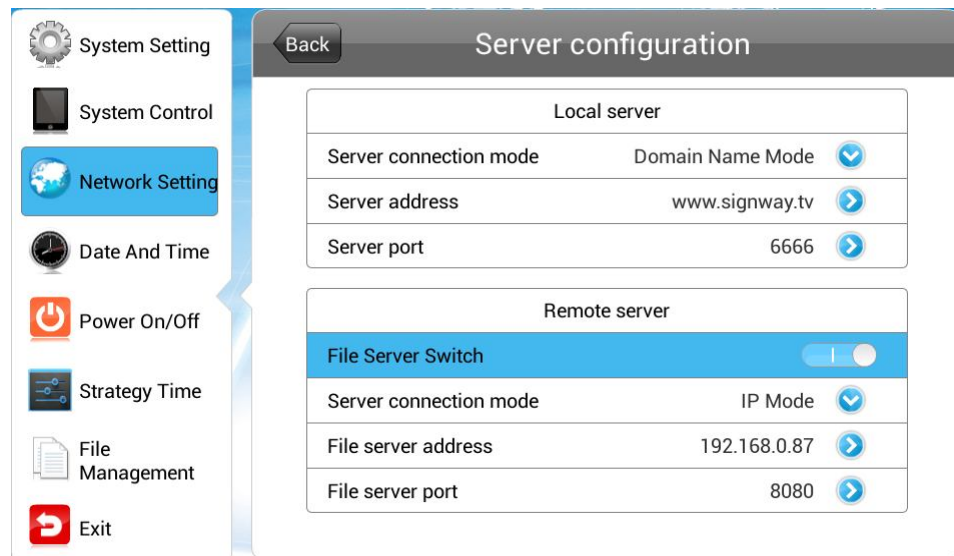 System Setting
System Control
Network Setting
Date And Time
Power On/Off
Strategy Time
File
Management
Exit
Back
Server configuration
Local server
Server connection mode Domain Name Mode
Server address www.signway.tv
Server port 6666
Remote server
File Server Switch
Server connection mode IP Mode
File server address 192.168.0.87
File server port 8080